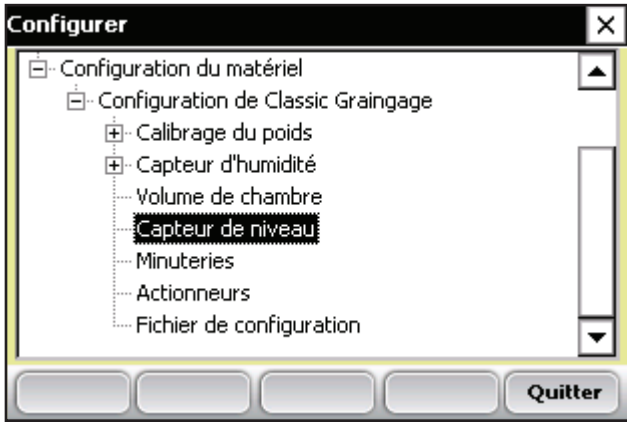 Configurer
Configuration du matériel
Configuration de Classic Graingage
Calibrage du poids
Capteur d'humidité
Volume de chambre
Capteur de niveau
Minuteries
Actionneurs
Fichier de configuration
Quitter